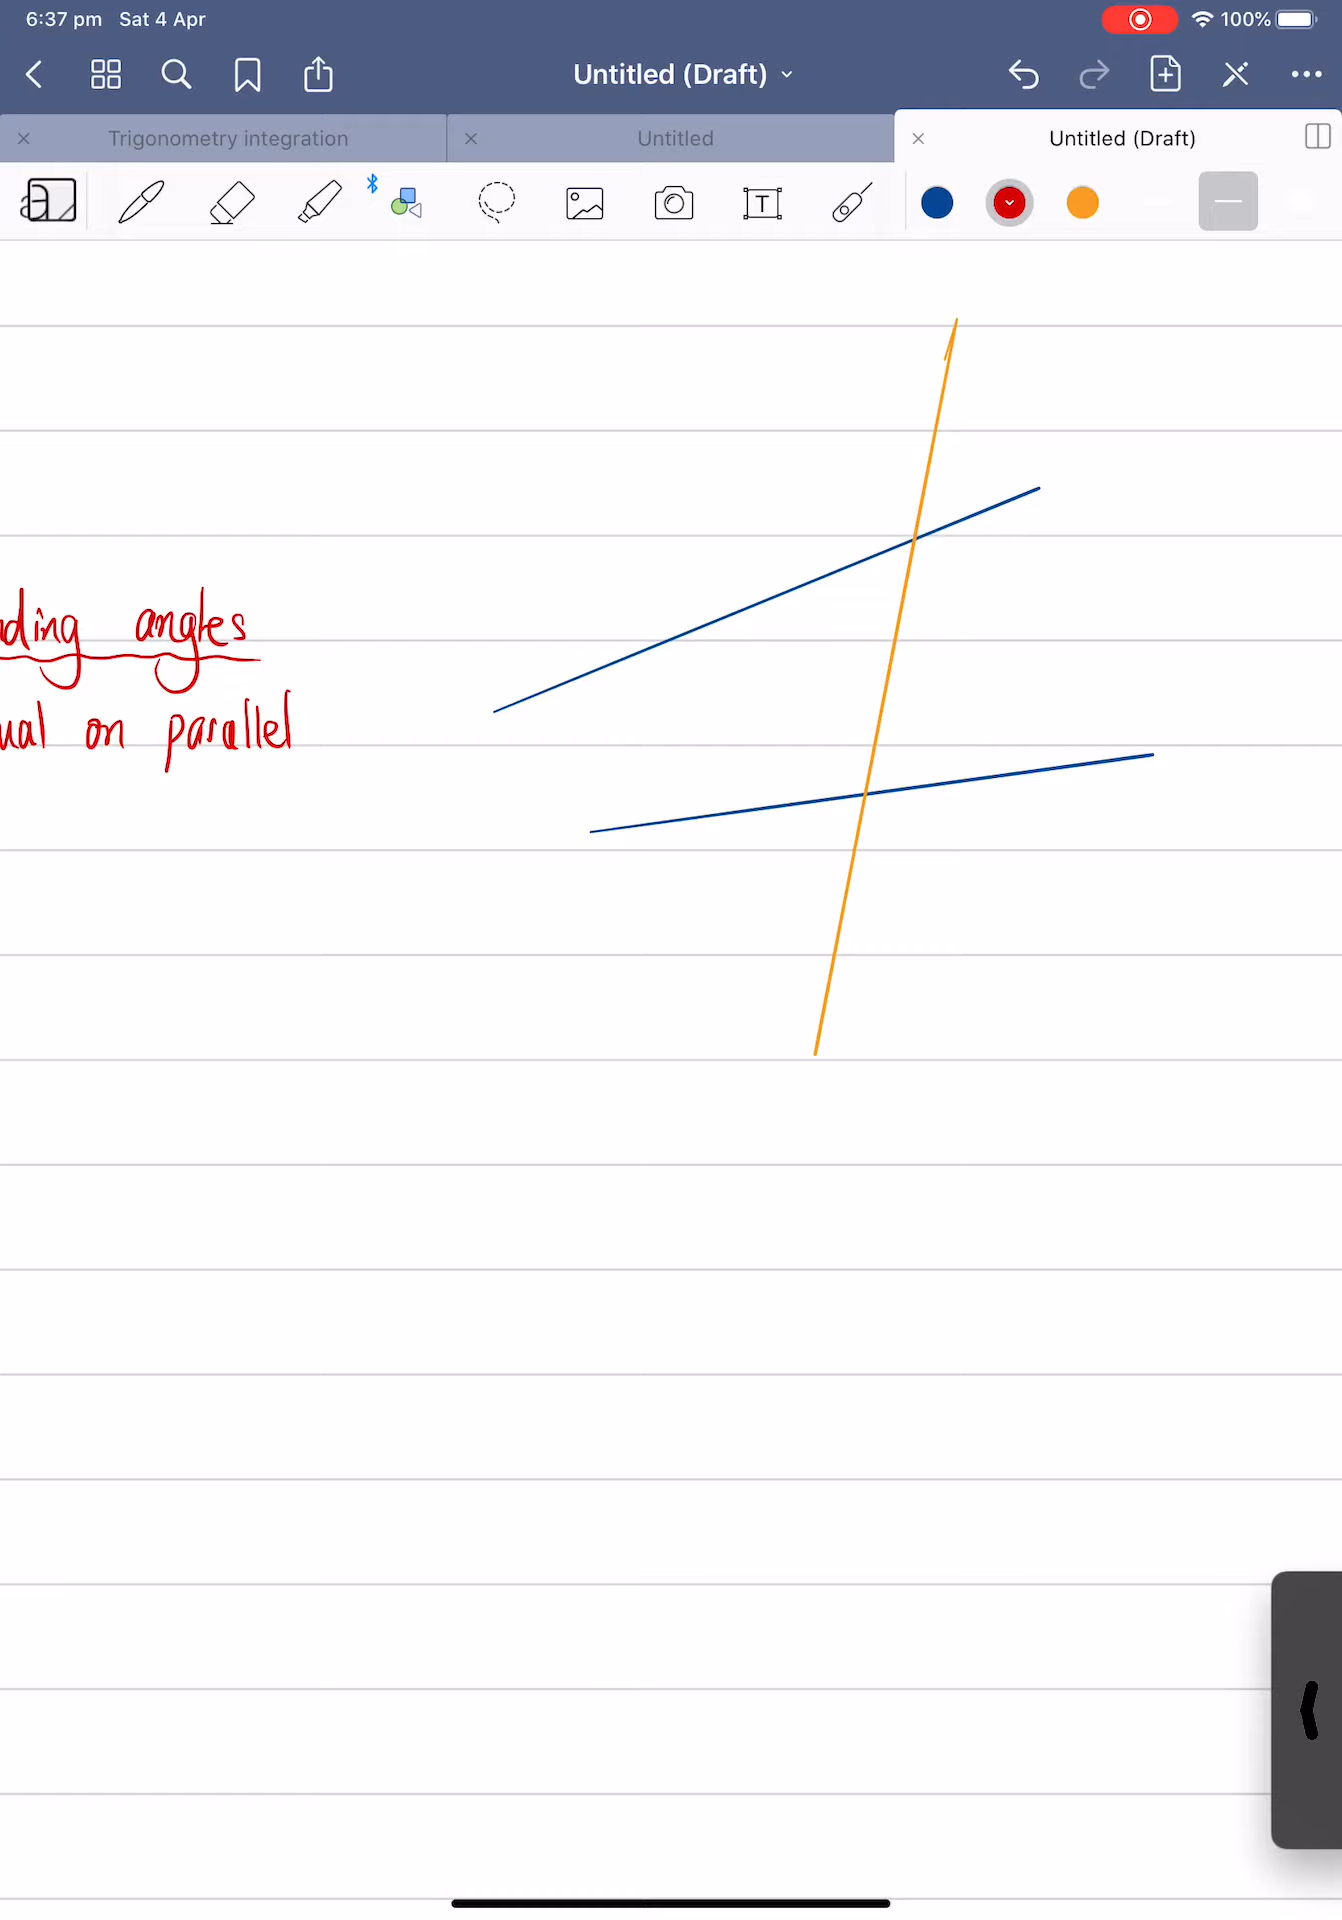 6:37 pm Sat 4 Apr 100%
Untitled (Draft)
Trigonometry integration Untitled Untitled (Draft)
T
ding angles
ual on parallel